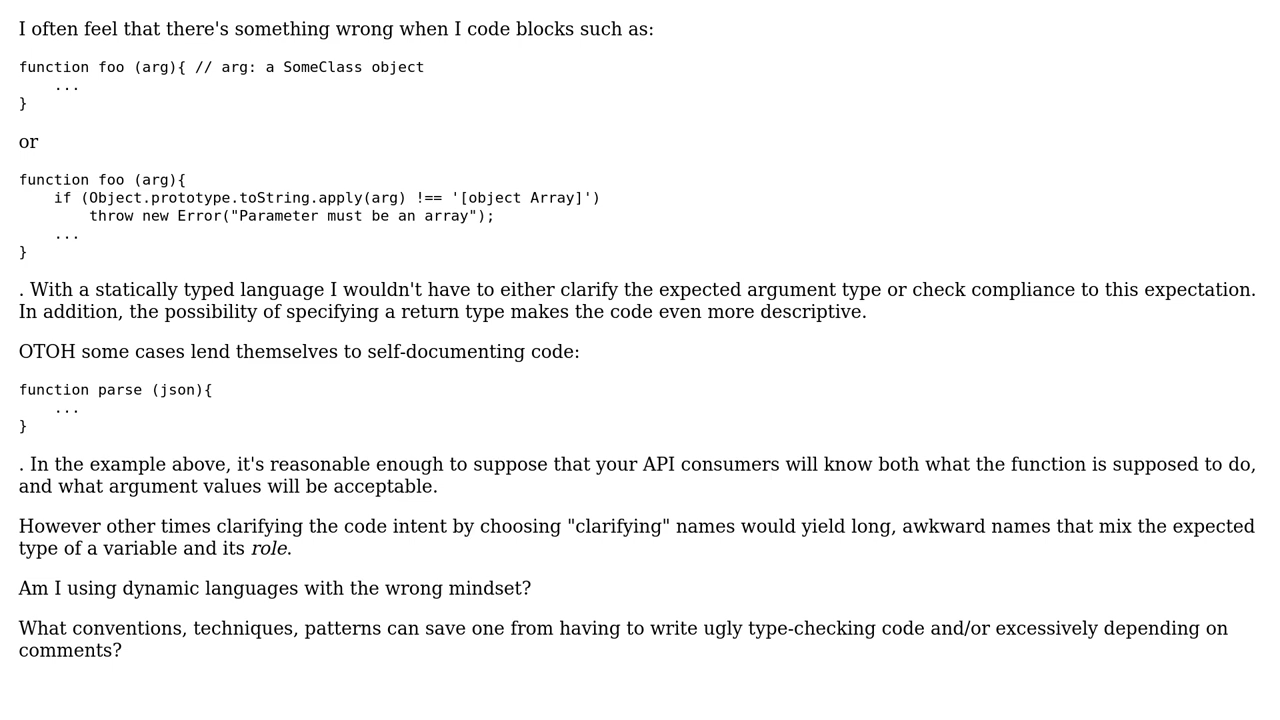 I often feel that there's something wrong when I code blocks such as:
function foo (arg){ // arg: a SomeClass object
    ...
}
or
function foo (arg){
    if (Object.prototype.toString.apply(arg) !== '[object Array]')
        throw new Error("Parameter must be an array");
    ...
}
. With a statically typed language I wouldn't have to either clarify the expected argument type or check compliance to this expectation.
In addition, the possibility of specifying a return type makes the code even more descriptive.
OTOH some cases lend themselves to self-documenting code:
function parse (json){
    ...
}
. In the example above, it's reasonable enough to suppose that your API consumers will know both what the function is supposed to do,
and what argument values will be acceptable.
However other times clarifying the code intent by choosing "clarifying" names would yield long, awkward names that mix the expected
type of a variable and its role.
Am I using dynamic languages with the wrong mindset?
What conventions, techniques, patterns can save one from having to write ugly type-checking code and/or excessively depending on
comments?